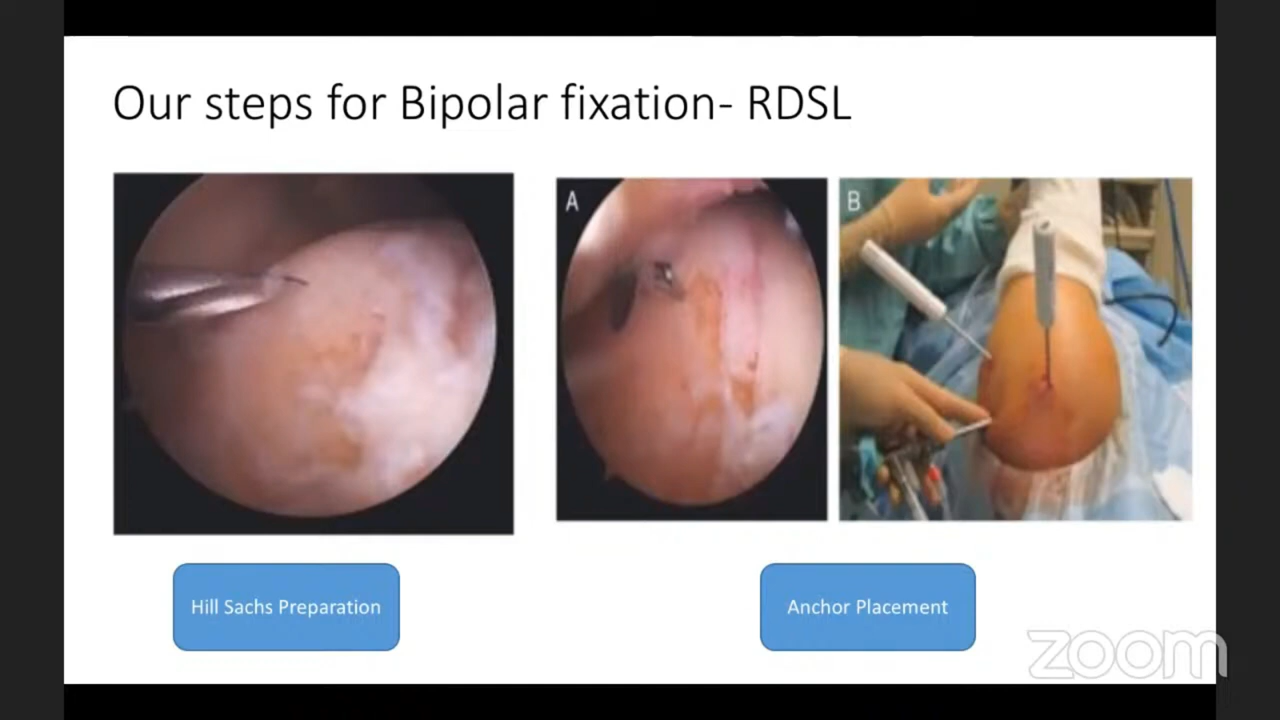 Our steps for Bipolar fixation- RDSL
A
B
Hill Sachs Preparation
Anchor Placement
zoom